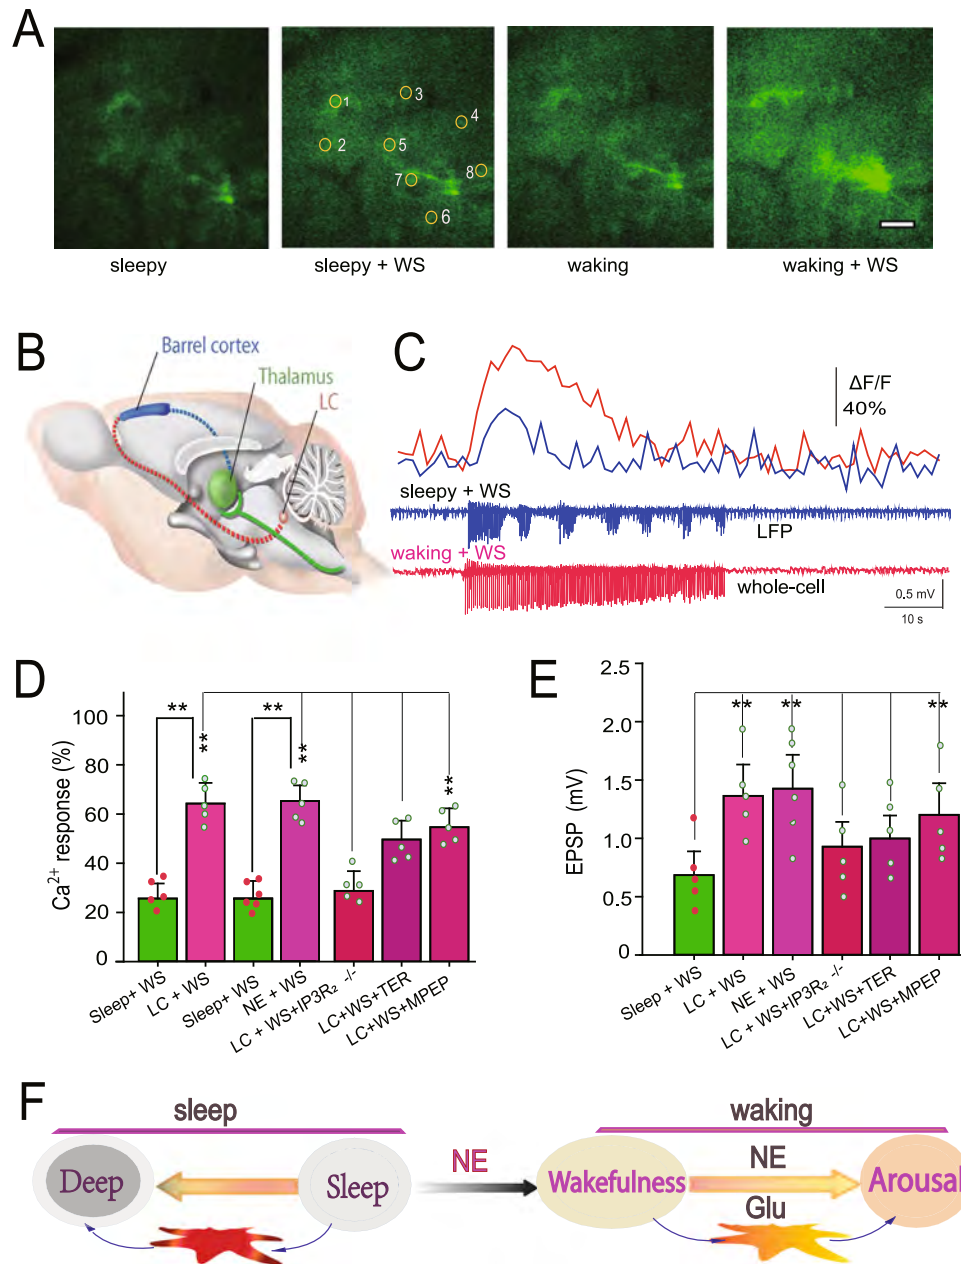 A
1
2
3
4
5
6
7
8
sleepy
sleepy + WS
waking
waking + WS
B
Barrel cortex
Thalamus
LC
C
ΔF/F
40%
sleepy + WS
LFP
waking + WS
whole-cell
0.5 mV
10 s
D
Ca2+ response (%)
100
80
60
40
20
0
**
**
**
**
**
Sleep+ WS
LC + WS
Sleep+ WS
NE + WS
LC + WS+IP3R2 -/-
LC+WS+TER
LC+WS+MPEP
E
EPSP (mV)
2.5
2.0
1.5
1.0
0.5
0
**
**
**
Sleep + WS
LC + WS
NE + WS
LC + WS+IP3R2 -/-
LC+WS+TER
LC+WS+MPEP
F
sleep
waking
Deep
Sleep
NE
Wakefulness
NE
Glu
Arousal